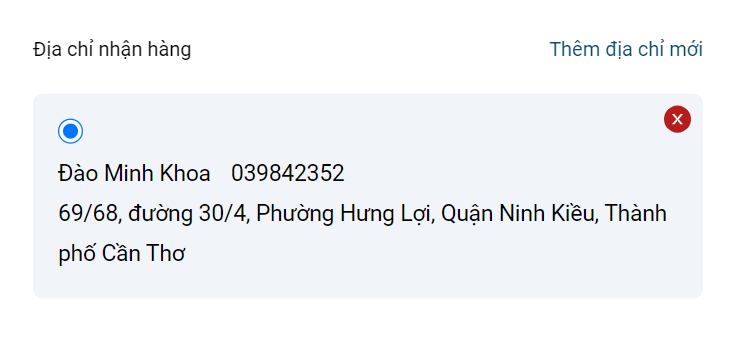 Địa chỉ nhận hàng
Thêm địa chỉ mới
x
Đào Minh Khoa 039842352
69/68, đường 30/4, Phường Hưng Lợi, Quận Ninh Kiều, Thành
phố Cần Thơ